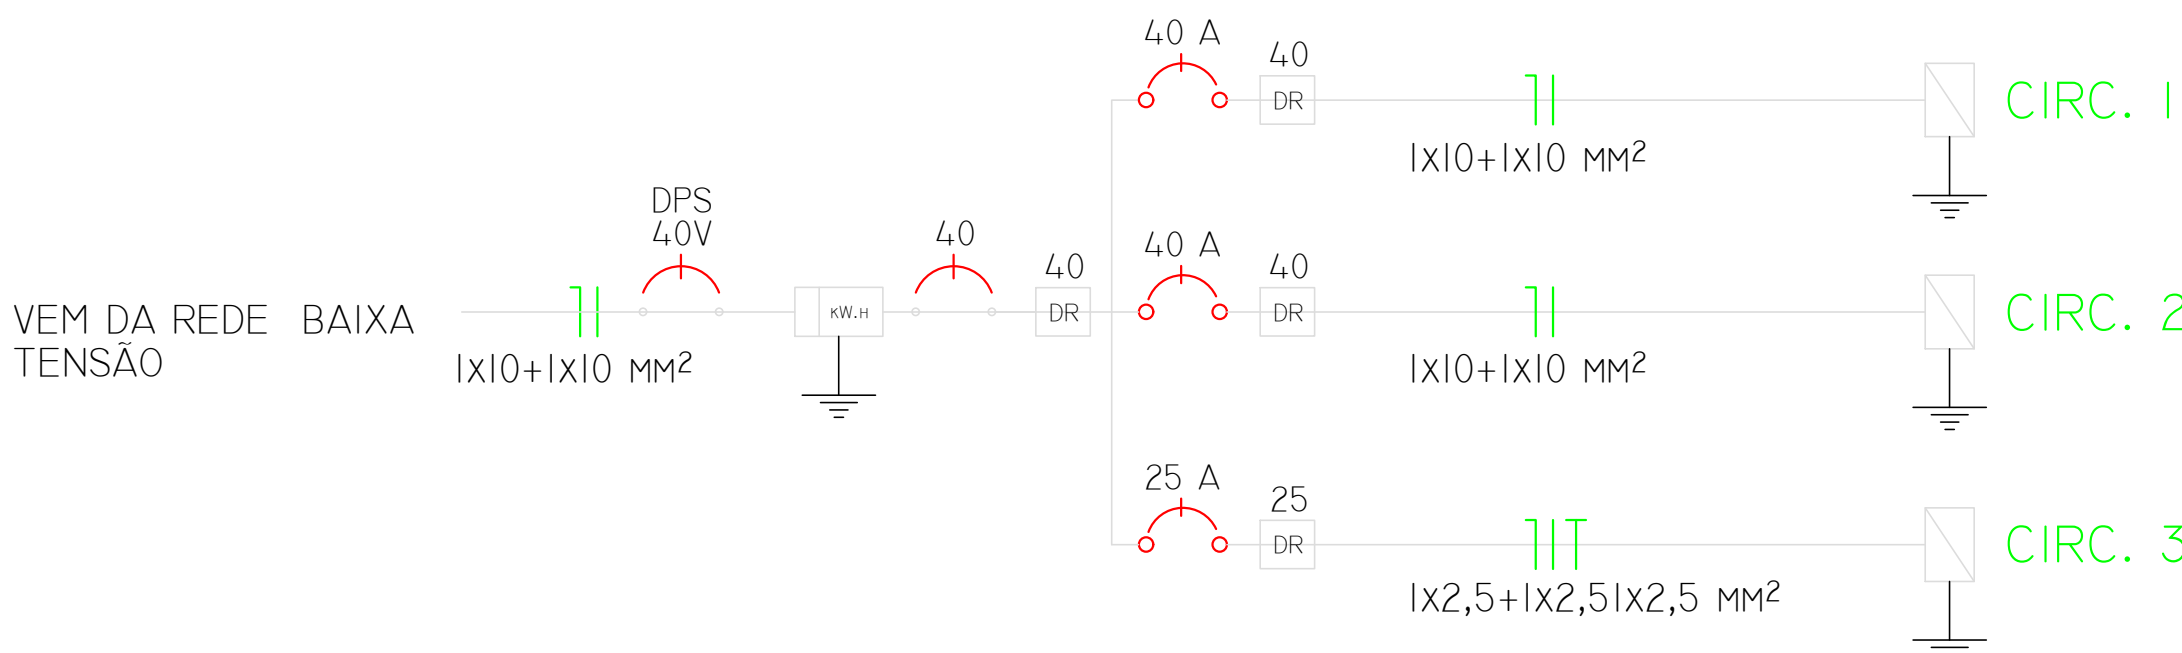 VEM DA REDE BAIXA
TENSÃO
1X10+1X10 MM²
DPS
40V
KW.H
40
40
DR
40 A
40
DR
1X10+1X10 MM²
CIRC. 1
40 A
40
DR
1X10+1X10 MM²
CIRC. 2
25 A
25
DR
1X2,5+1X2,51X2,5 MM²
CIRC. 3